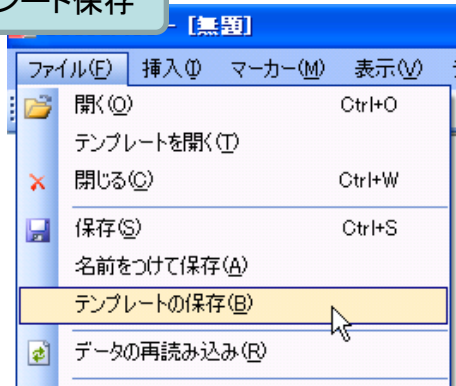 レート保存
- [無題]
ファイル(F) 挿入(I) マーカー(M) 表示(V)
開く(O) Ctrl+O
テンプレートを開く(T)
閉じる(C) Ctrl+W
保存(S) Ctrl+S
名前をつけて保存(A)
テンプレートの保存(B)
データの再読み込み(R)